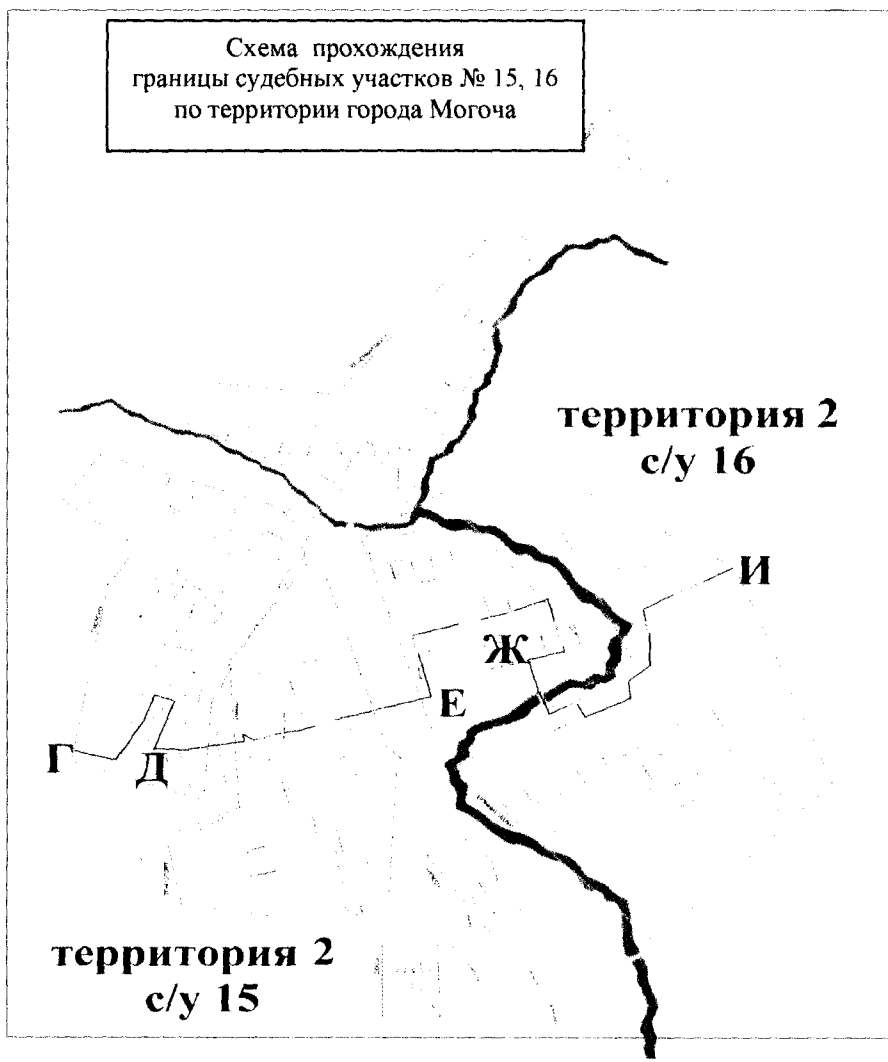 Схема прохождения
границы судебных участков № 15, 16
по территории города Могоча
территория 2
с/у 16
И
Ж
Е
Г
Д
территория 2
с/у 15